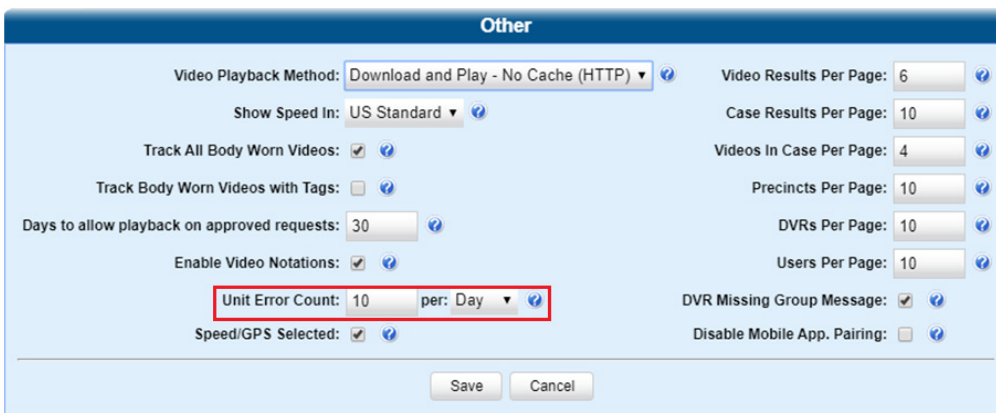 Other
Video Playback Method: Download and Play - No Cache (HTTP) Video Results Per Page: 6
Show Speed In: US Standard Case Results Per Page: 10
Track All Body Worn Videos: Videos In Case Per Page: 4
Track Body Worn Videos with Tags: Precincts Per Page: 10
Days to allow playback on approved requests: 30 DVRs Per Page: 10
Enable Video Notations: Users Per Page: 10
Unit Error Count: 10 per: Day DVR Missing Group Message:
Speed/GPS Selected: Disable Mobile App. Pairing:
Save Cancel